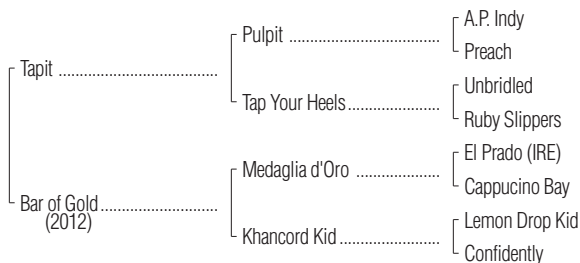 A.P. Indy
Pulpit
Preach
Tapit
Unbridled
Tap Your Heels
Ruby Slippers
El Prado (IRE)
Medaglia d'Oro
Cappucino Bay
Bar of Gold
(2012)
Lemon Drop Kid
Khancord Kid
Confidently